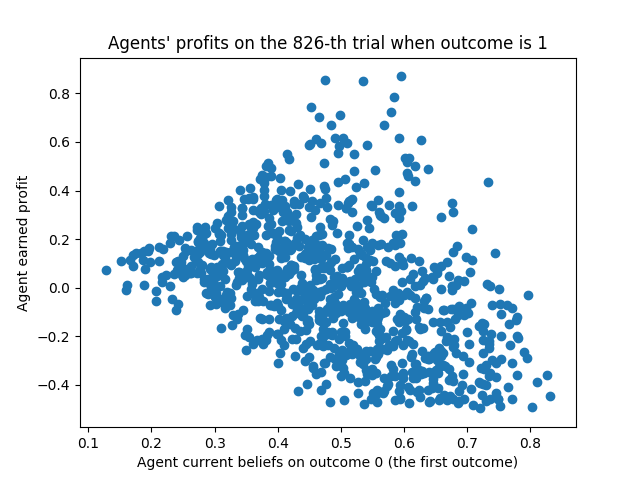 Agents' profits on the 826-th trial when outcome is 1
Agent earned profit
0.8
0.6
0.4
0.2
0.0
−0.2
−0.4
0.1 0.2 0.3 0.4 0.5 0.6 0.7 0.8
Agent current beliefs on outcome 0 (the first outcome)